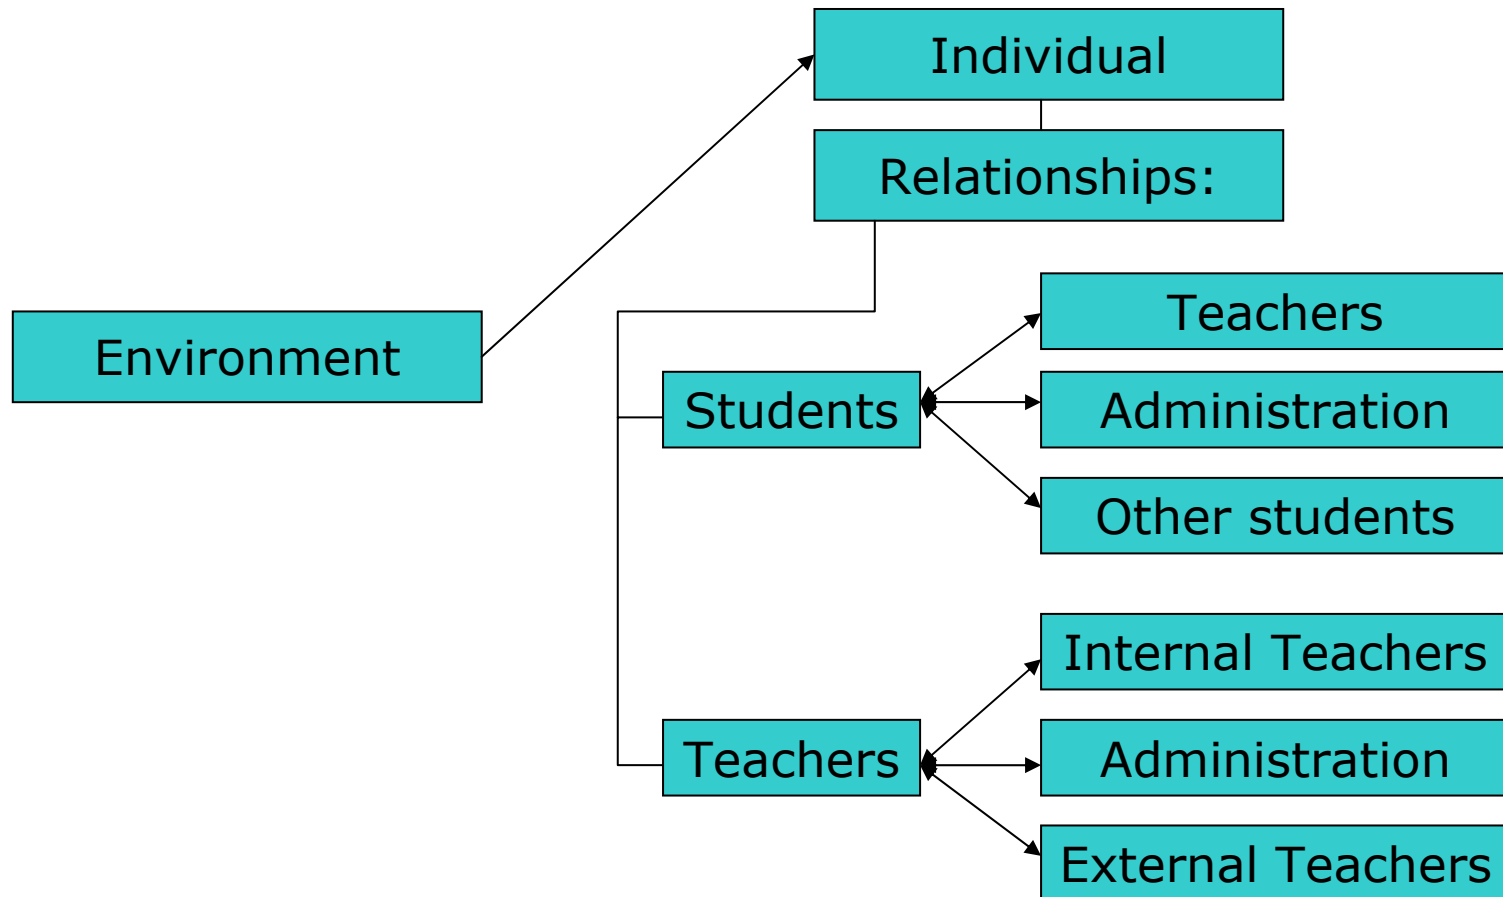 Individual
Relationships:
Environment
Students
Teachers
Administration
Other students
Teachers
Internal Teachers
Administration
External Teachers